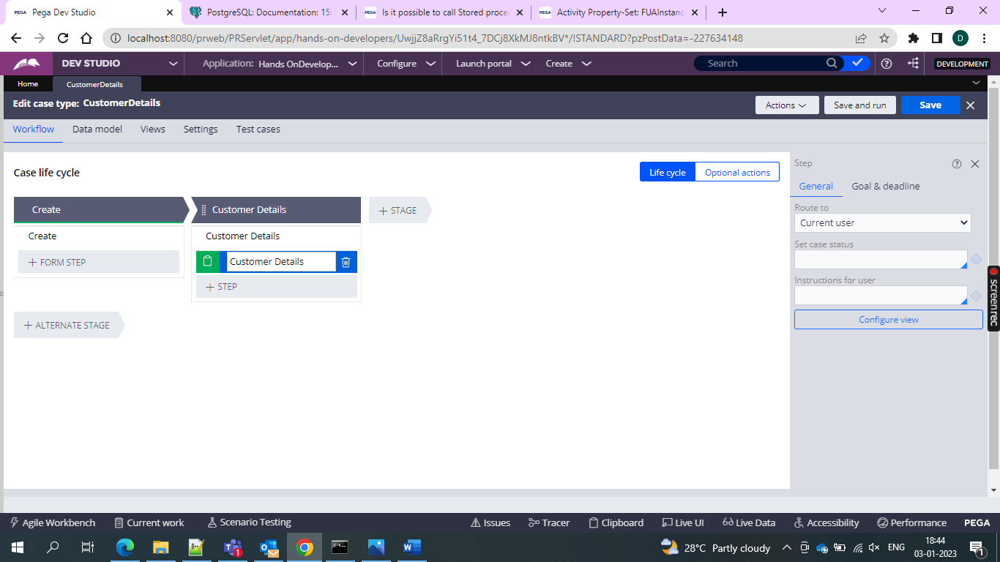 PEGA Pega Dev Studio
PostgreSQL: Documentation: 15:
PEGA Is it possible to call Stored proce
PEGA Activity Property-Set: FUAInstanc
localhost:8080/prweb/PRServlet/app/hands-on-developers/UwjjZ8aRrgYi51t4_7DCj8XkMJ8ntkBV*/!STANDARD?pzPostData=-227634148
D
DEV STUDIO
Application: Hands OnDevelop...
Configure
Launch portal
Create
Search
DEVELOPMENT
Home
CustomerDetails
Edit case type: CustomerDetails
Actions
Save and run
Save
Workflow
Data model
Views
Settings
Test cases
Case life cycle
Life cycle
Optional actions
Create
Customer Details
+ STAGE
Create
+ FORM STEP
Customer Details
Customer Details
+ STEP
+ ALTERNATE STAGE
Step
General
Goal & deadline
Route to
Current user
Set case status
Instructions for user
Configure view
screenrec
Agile Workbench
Current work
Scenario Testing
Issues
Tracer
Clipboard
Live UI
Live Data
Accessibility
Performance
PEGA
1
28°C Partly cloudy
ENG
18:44
03-01-2023
1